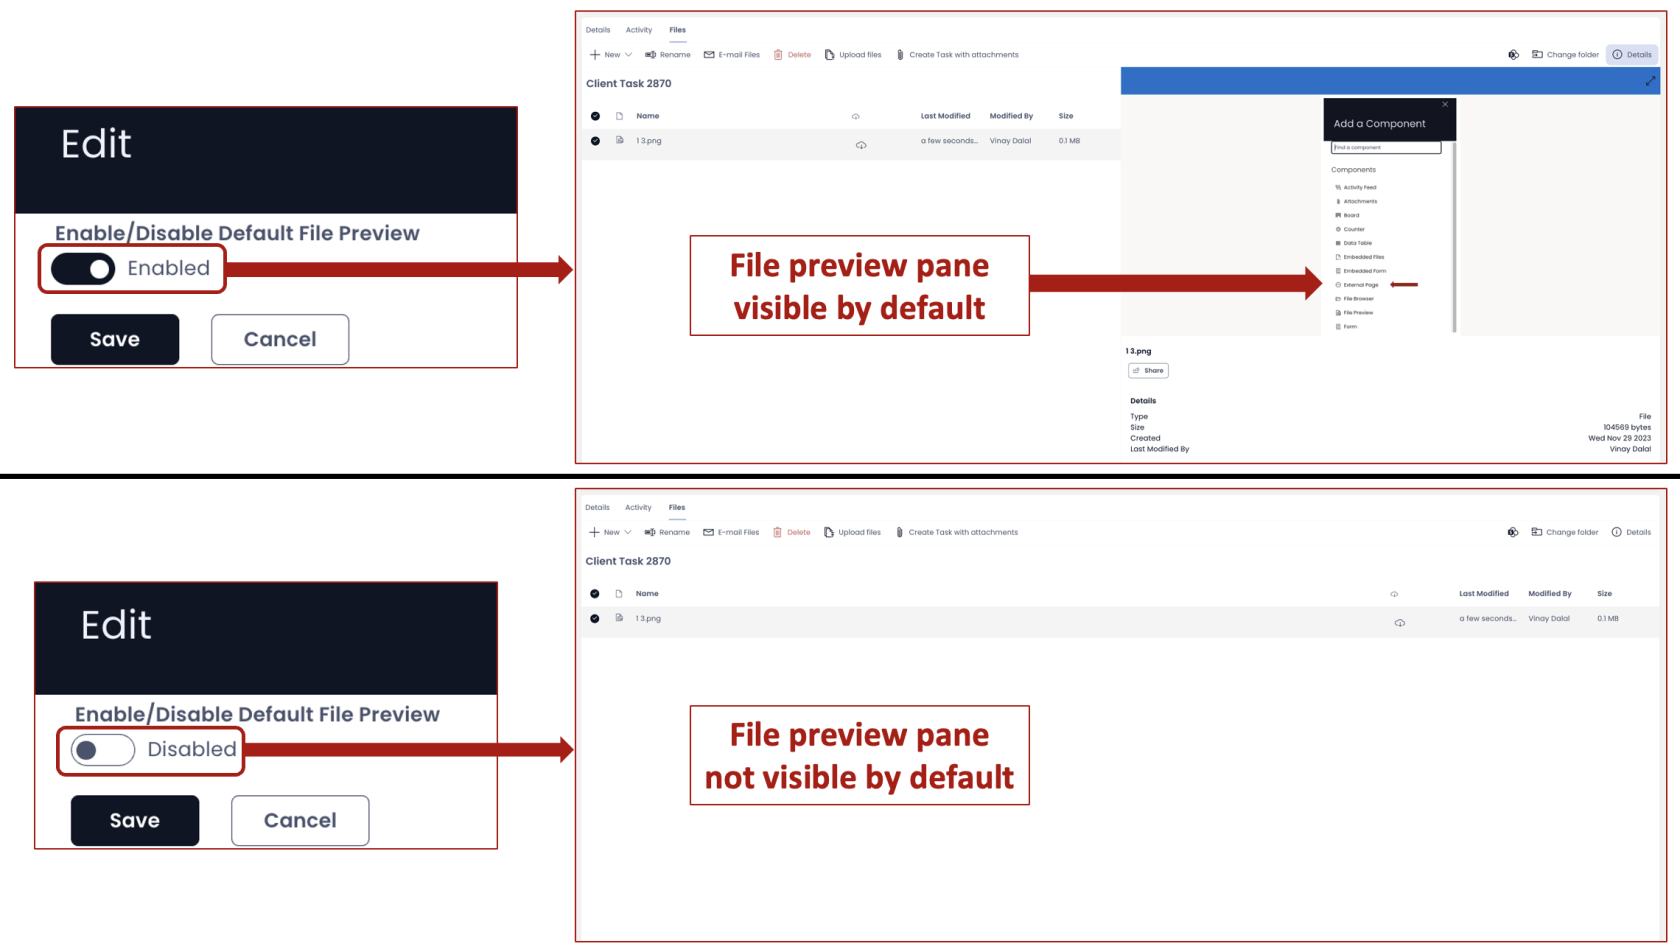 Edit
Enable/Disable Default File Preview
Enabled
Save Cancel
Details Activity Files
New Rename E-mail Files Delete Upload files Create Task with attachments Change folder Details
Client Task 2870
Name Last Modified Modified By Size
1 3.png a few seconds... Vinay Dalal 0.1 MB
File preview pane
visible by default
Add a Component
Find a component
Components
Activity Feed
Attachments
Board
Counter
Data Table
Embedded Files
Embedded Form
External Page
File Browser
File Preview
Form
1 3.png
Share
Details
Type File
Size 104569 bytes
Created Wed Nov 29 2023
Last Modified By Vinay Dalal
Edit
Enable/Disable Default File Preview
Disabled
Save Cancel
Details Activity Files
New Rename E-mail Files Delete Upload files Create Task with attachments Change folder Details
Client Task 2870
Name Last Modified Modified By Size
1 3.png a few seconds... Vinay Dalal 0.1 MB
File preview pane
not visible by default